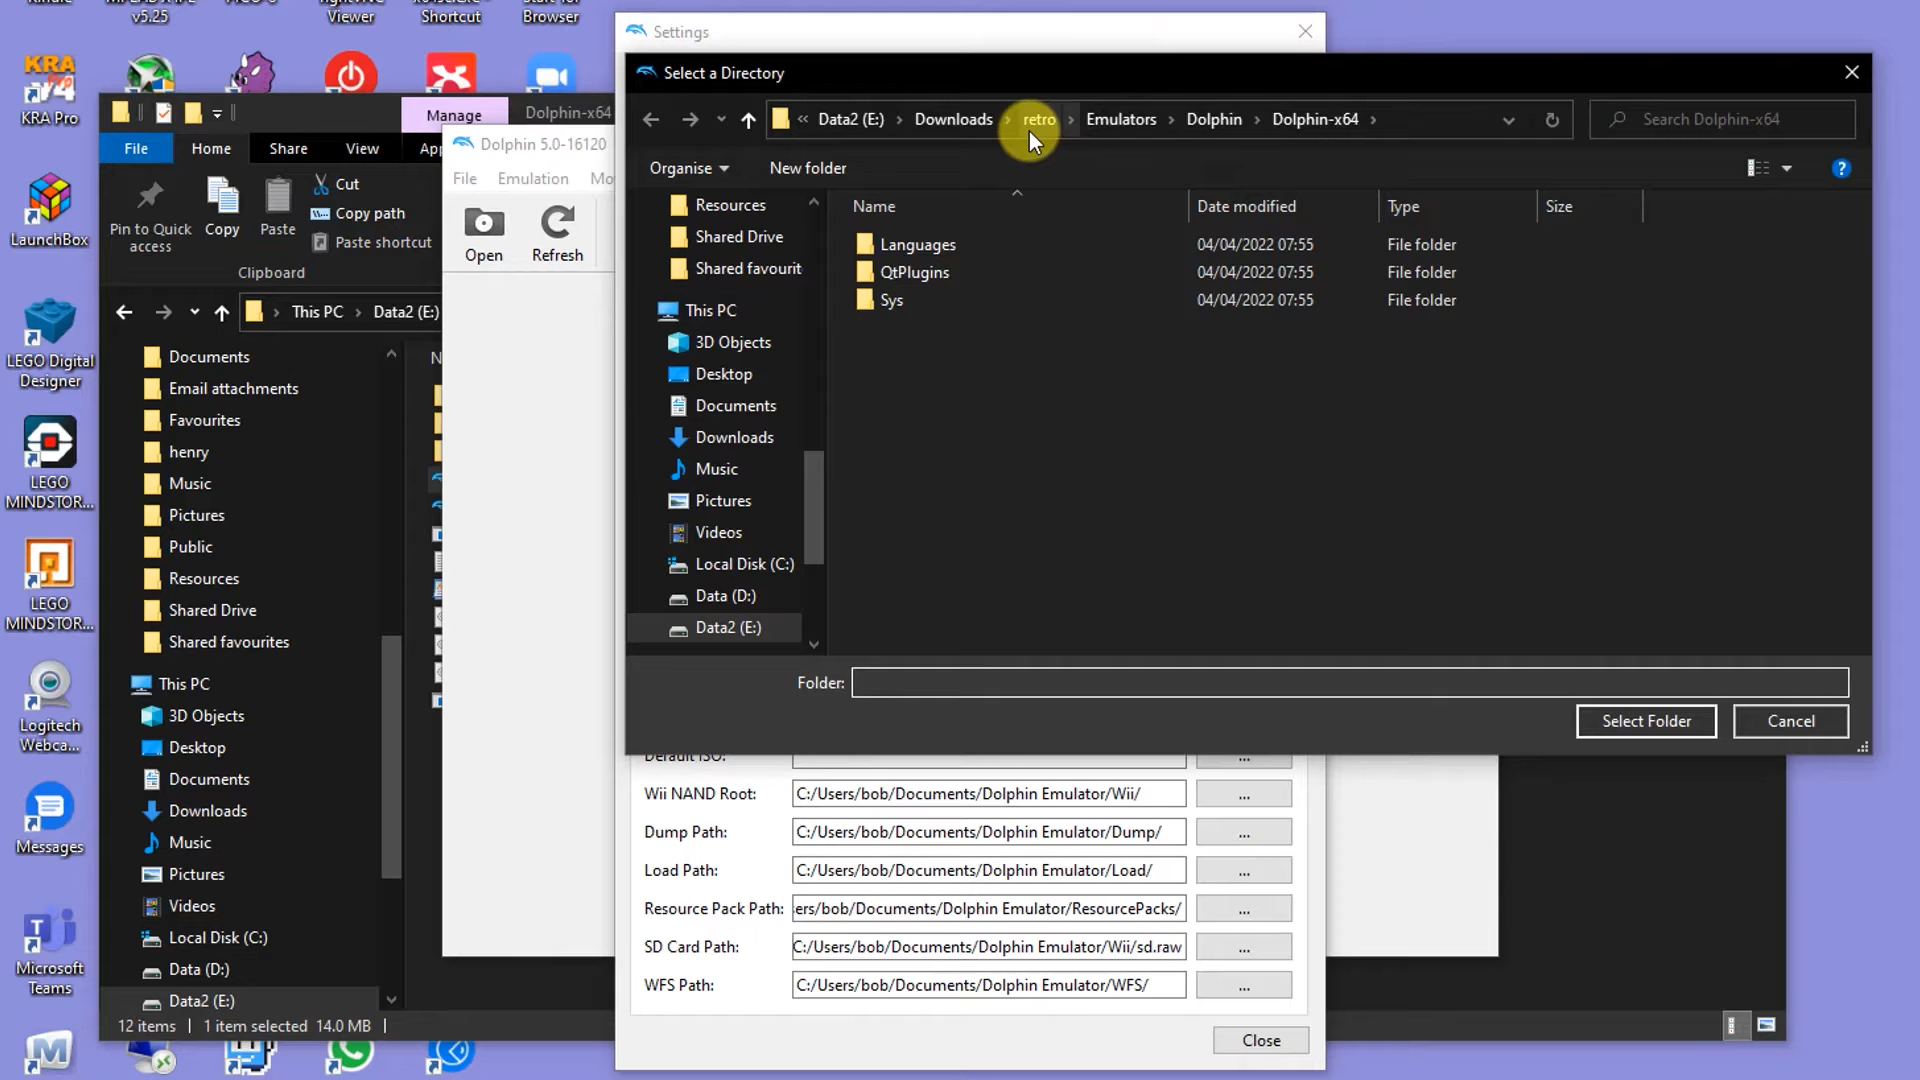 Kindle
v5.25
Viewer
Shortcut
Browser
KRA Pro
LaunchBox
LEGO Digital
Designer
LEGO
MINDSTOR...
LEGO
MINDSTOR...
Logitech
Webca...
Messages
Microsoft
Teams
Manage
Dolphin-x64
File
Home
Share
View
App
Pin to Quick
access
Copy
Paste
Cut
Copy path
Paste shortcut
Clipboard
This PC
Data2 (E:)
Documents
Email attachments
Favourites
henry
Music
Pictures
Public
Resources
Shared Drive
Shared favourites
This PC
3D Objects
Desktop
Documents
Downloads
Music
Pictures
Videos
Local Disk (C:)
Data (D:)
Data2 (E:)
12 items
1 item selected 14.0 MB
Dolphin 5.0-16120
File Emulation Mo
Open
Refresh
Settings
Select a Directory
« Data2 (E:) › Downloads › retro › Emulators › Dolphin › Dolphin-x64 ›
Search Dolphin-x64
Organise
New folder
Resources
Shared Drive
Shared favourit
This PC
3D Objects
Desktop
Documents
Downloads
Music
Pictures
Videos
Local Disk (C:)
Data (D:)
Data2 (E:)
Name Date modified Type Size
Languages 04/04/2022 07:55 File folder
QtPlugins 04/04/2022 07:55 File folder
Sys 04/04/2022 07:55 File folder
Folder:
Select Folder
Cancel
Default ISO:
...
Wii NAND Root: C:/Users/bob/Documents/Dolphin Emulator/Wii/ ...
Dump Path: C:/Users/bob/Documents/Dolphin Emulator/Dump/ ...
Load Path: C:/Users/bob/Documents/Dolphin Emulator/Load/ ...
Resource Pack Path: sers/bob/Documents/Dolphin Emulator/ResourcePacks/ ...
SD Card Path: C:/Users/bob/Documents/Dolphin Emulator/Wii/sd.raw ...
WFS Path: C:/Users/bob/Documents/Dolphin Emulator/WFS/ ...
Close